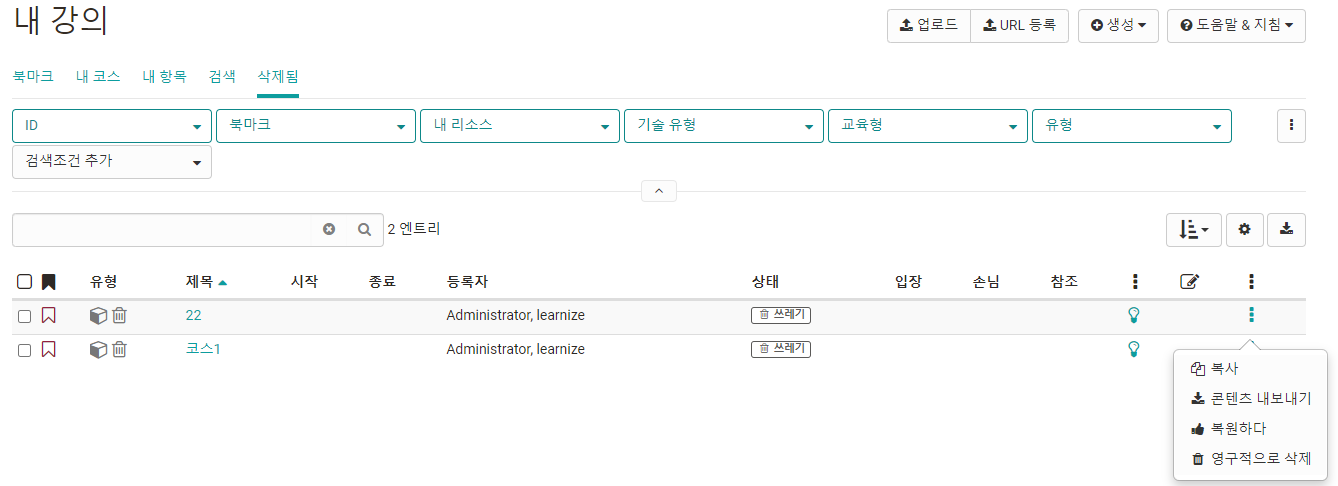 내 강의
업로드 URL 등록 생성 도움말 & 지침
북마크 내 코스 내 항목 검색 삭제됨
ID 북마크 내 리소스 기술 유형 교육형 유형
검색조건 추가
2 엔트리
유형 제목 시작 종료 등록자 상태 입장 손님 참조
22 Administrator, learnize 쓰레기
코스1 Administrator, learnize 쓰레기
복사
콘텐츠 내보내기
복원하다
영구적으로 삭제